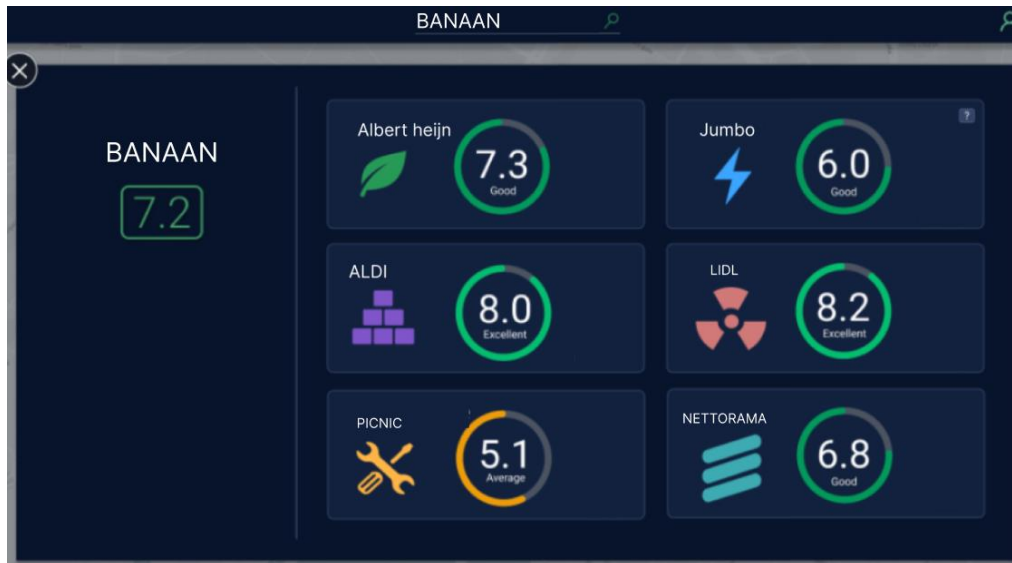 BANAAN
BANAAN
7.2
Albert heijn
7.3
Good
Jumbo
?
6.0
Good
ALDI
8.0
Excellent
LIDL
8.2
Excellent
PICNIC
5.1
Average
NETTORAMA
6.8
Good